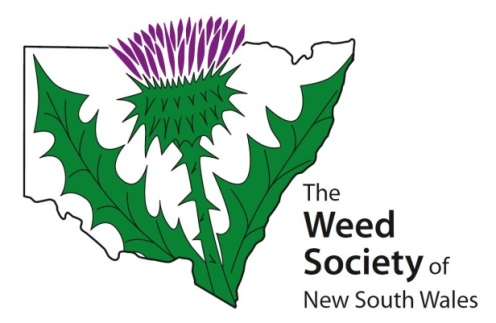 The
Weed
Society of
New South Wales